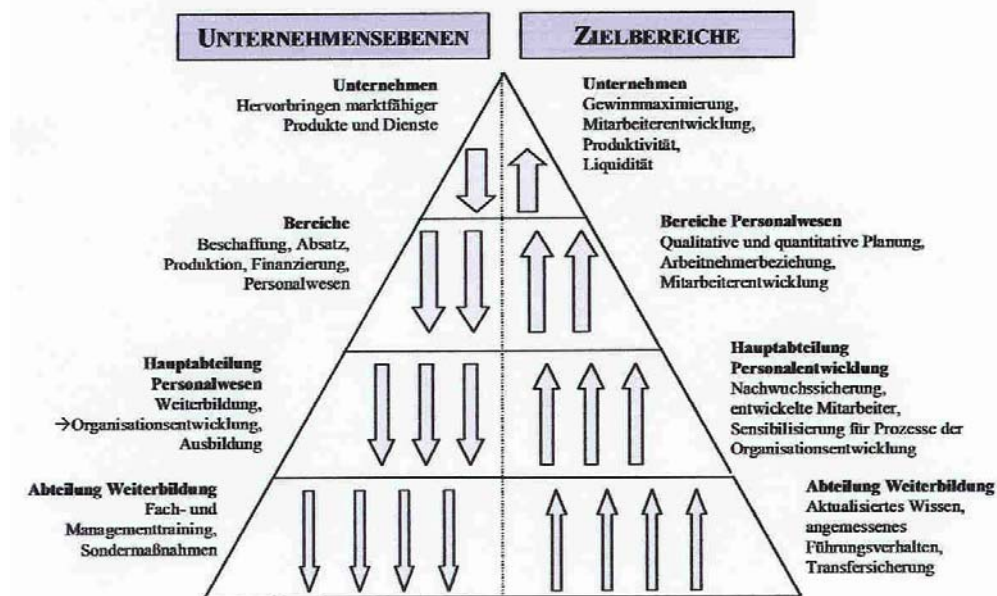 UNTERNEHMENSEBENEN
ZIELBEREICHE
Unternehmen
Hervorbringen marktfähiger
Produkte und Dienste
Unternehmen
Gewinnmaximierung,
Mitarbeiterentwicklung,
Produktivität,
Liquidität
Bereiche
Beschaffung, Absatz,
Produktion, Finanzierung,
Personalwesen
Bereiche Personalwesen
Qualitative und quantitative Planung,
Arbeitnehmerbeziehung,
Mitarbeiterentwicklung
Hauptabteilung
Personalwesen
Weiterbildung,
→Organisationsentwicklung,
Ausbildung
Hauptabteilung
Personalentwicklung
Nachwuchssicherung,
entwickelte Mitarbeiter,
Sensibilisierung für Prozesse der
Organisationsentwicklung
Abteilung Weiterbildung
Fach- und
Managementtraining,
Sondermaßnahmen
Abteilung Weiterbildung
Aktualisiertes Wissen,
angemessenes
Führungsverhalten,
Transfersicherung